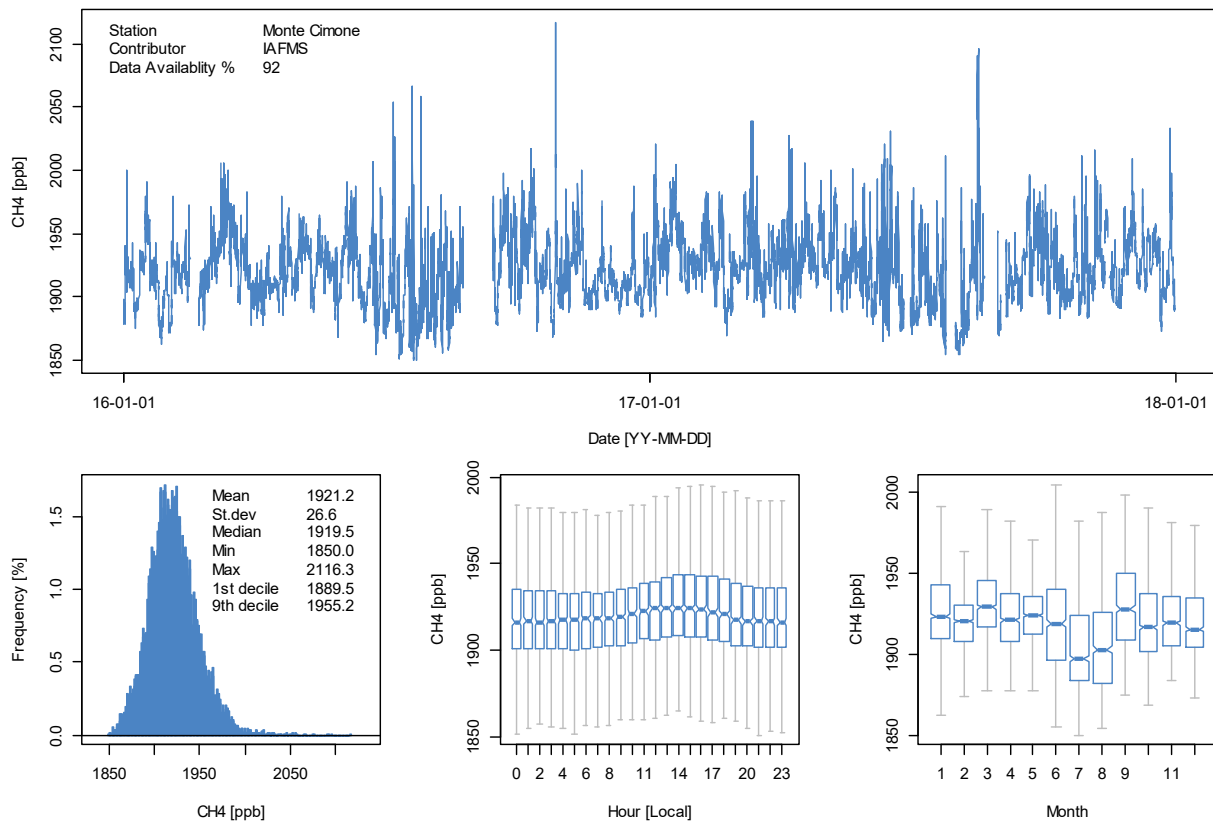 Station Monte Cimone
Contributor IAFMS
Data Availablity % 92
CH4 [ppb]
2100
2050
2000
1950
1900
1850
16-01-01 17-01-01 18-01-01
Date [YY-MM-DD]
Frequency [%]
1.5
1.0
0.5
0.0
Mean 1921.2
St.dev 26.6
Median 1919.5
Min 1850.0
Max 2116.3
1st decile 1889.5
9th decile 1955.2
1850 1950 2050
CH4 [ppb]
CH4 [ppb]
2000
1950
1900
1850
0 2 4 6 8 11 14 17 20 23
Hour [Local]
CH4 [ppb]
2000
1950
1900
1850
1 2 3 4 5 6 7 8 9 11
Month